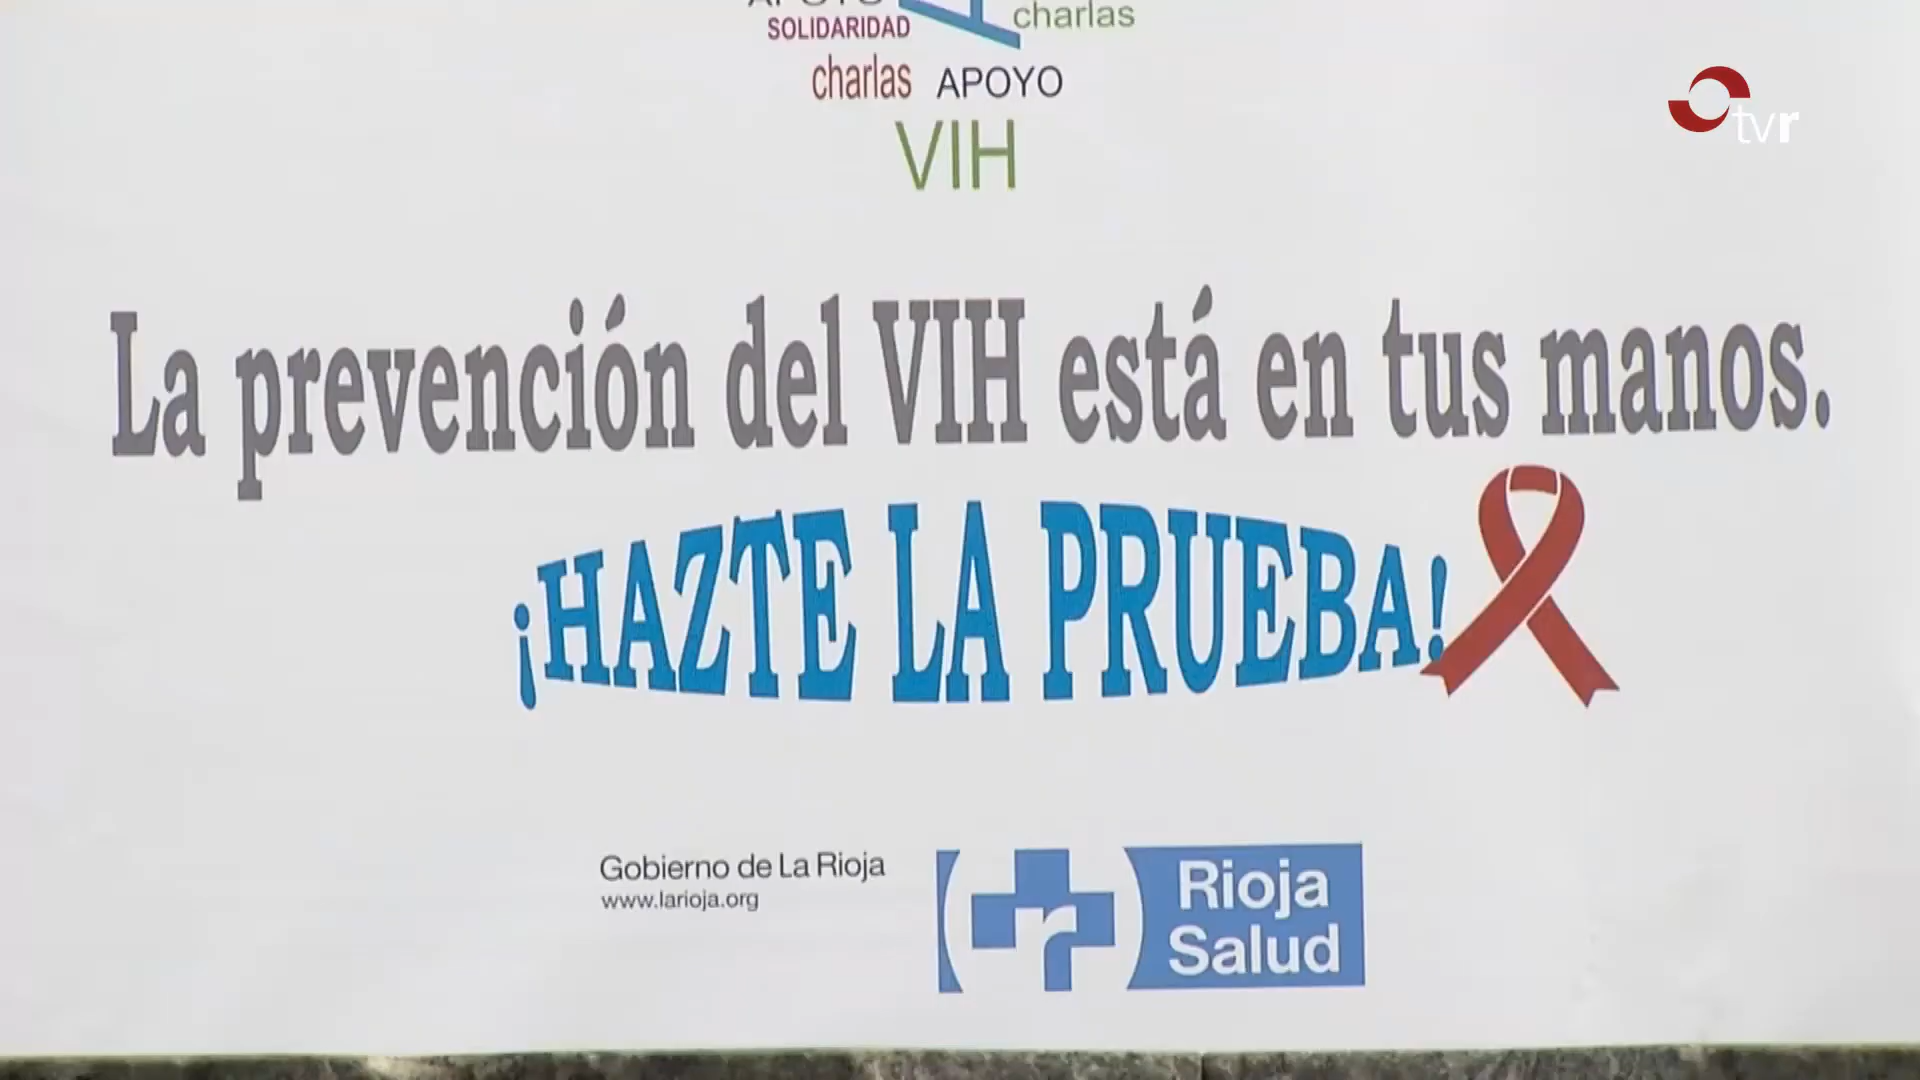 APOYO
SOLIDARIDAD
charlas
charlas APOYO
VIH
tvr
La prevención del VIH está en tus manos.
¡HAZTE LA PRUEBA!
Gobierno de La Rioja
www.larioja.org
r
Rioja
Salud